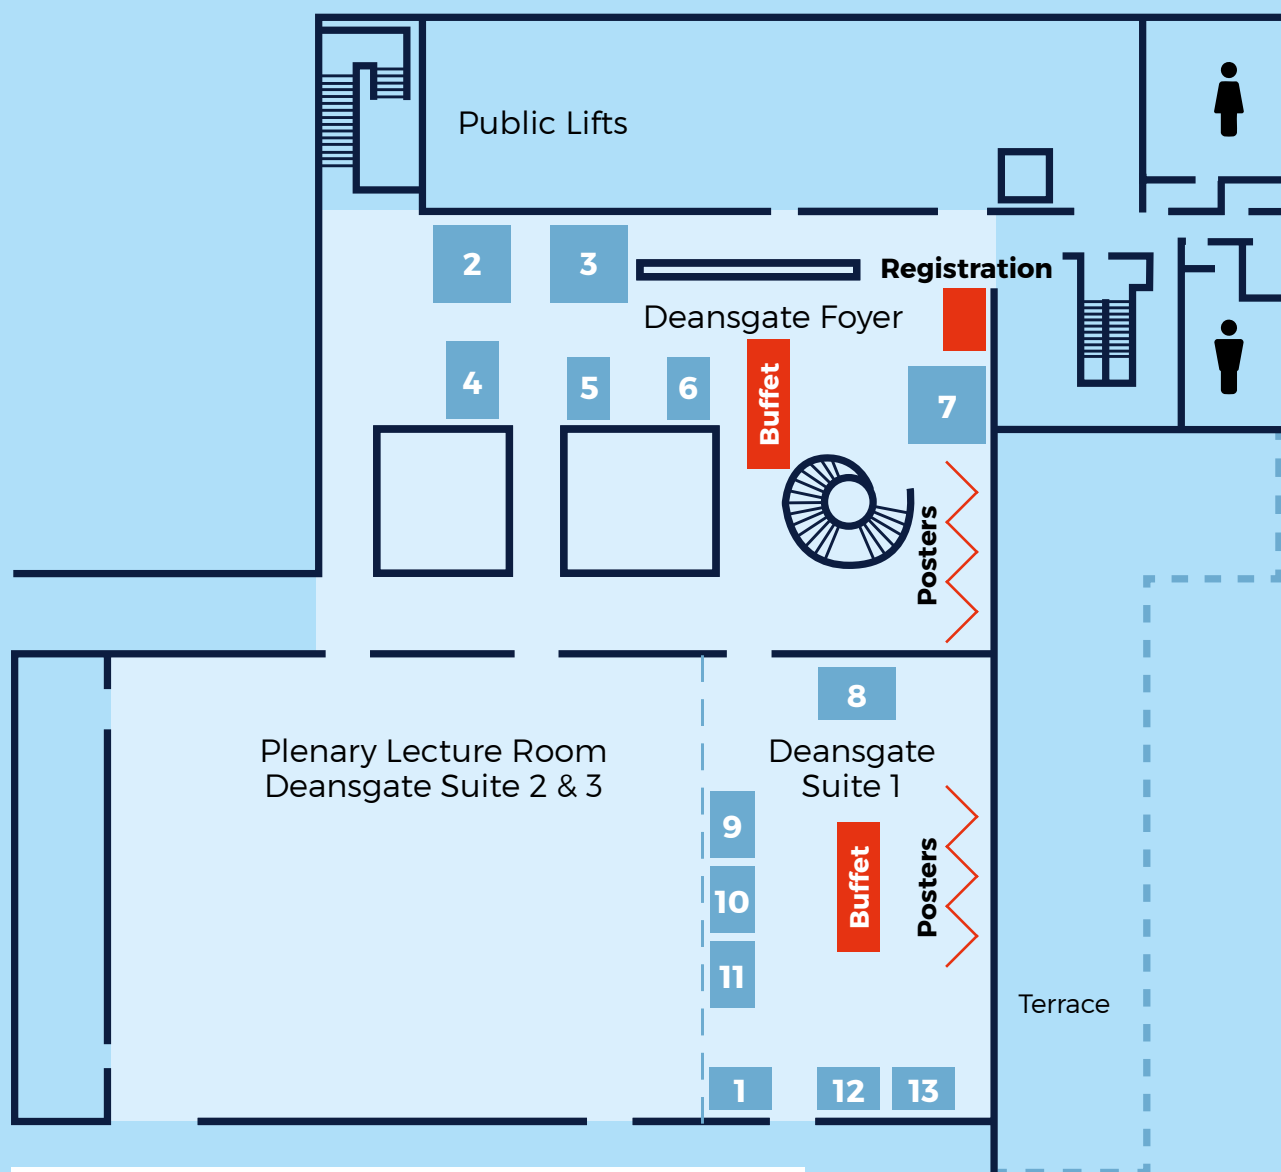 Public Lifts
2
3
Registration
Deansgate Foyer
4
5
6
Buffet
7
Posters
8
Plenary Lecture Room
Deansgate Suite 2 & 3
Deansgate
Suite 1
9
10
11
Buffet
Posters
Terrace
1
12
13